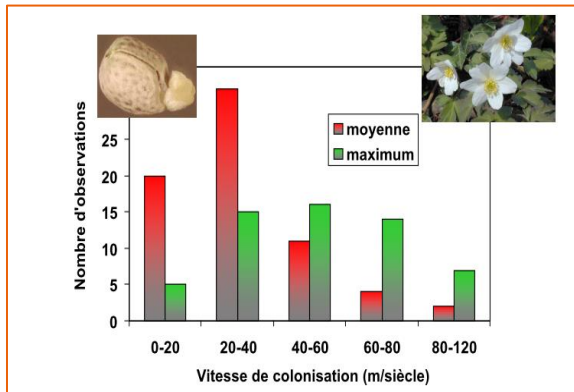 Nombre d'observations
25
20
15
10
5
0
moyenne
maximum
0-20
20-40
40-60
60-80
80-120
Vitesse de colonisation (m/siècle)